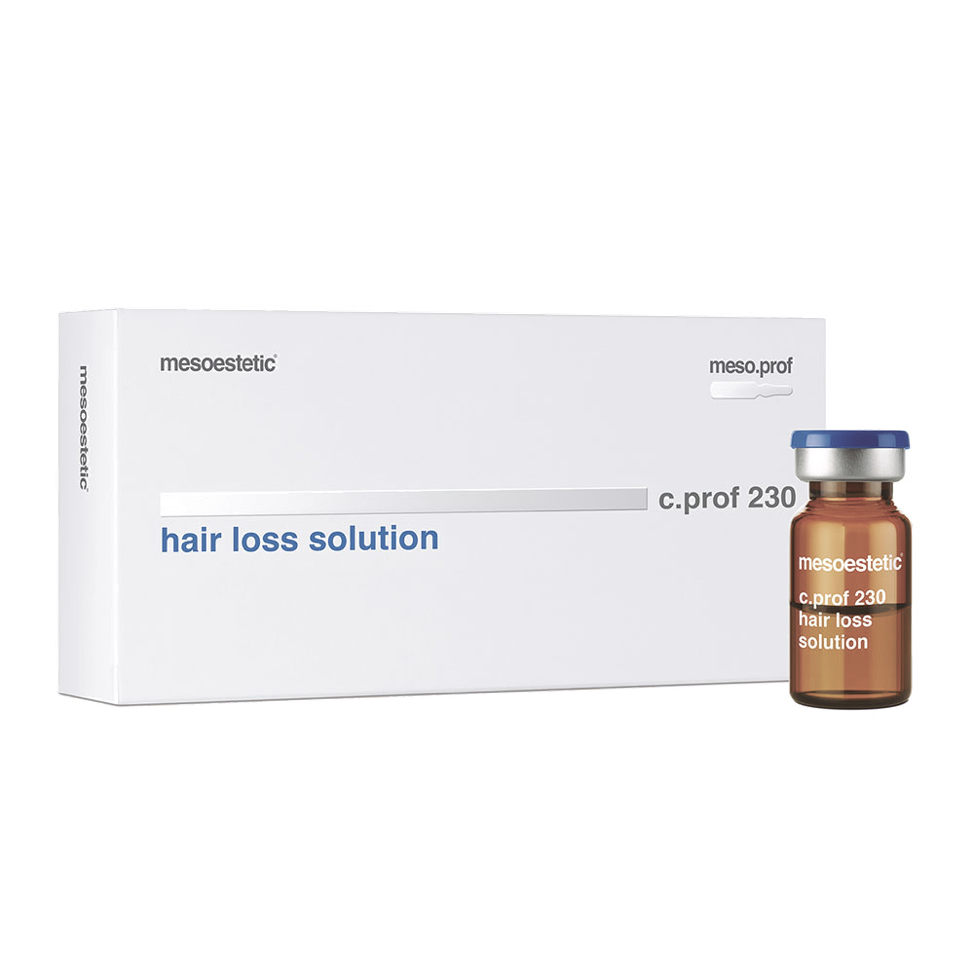 mesoestetic®
mesoestetic®
meso.prof
c.prof 230
hair loss solution
mesoestetic®
c.prof 230
hair loss
solution